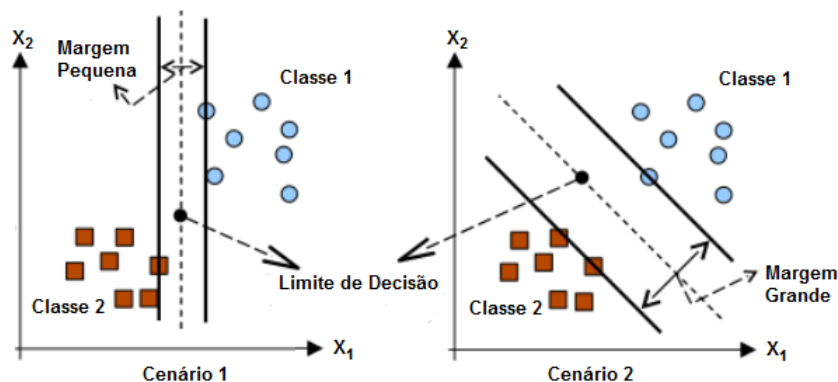 X2
Margem
Pequena
Classe 1
Classe 2
X1
Cenário 1
Limite de Decisão
X2
Classe 1
Classe 2
Margem
Grande
X1
Cenário 2